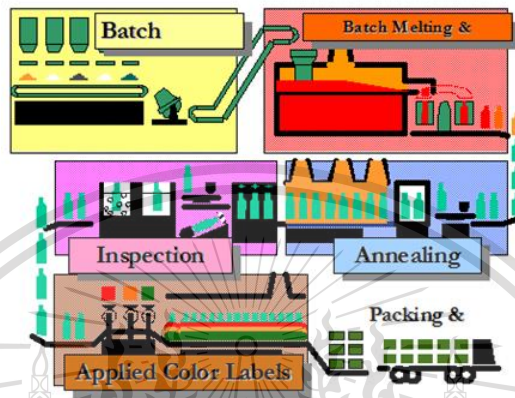 Batch
Batch Melting &
Inspection
Annealing
Applied Color Labels
Packing &